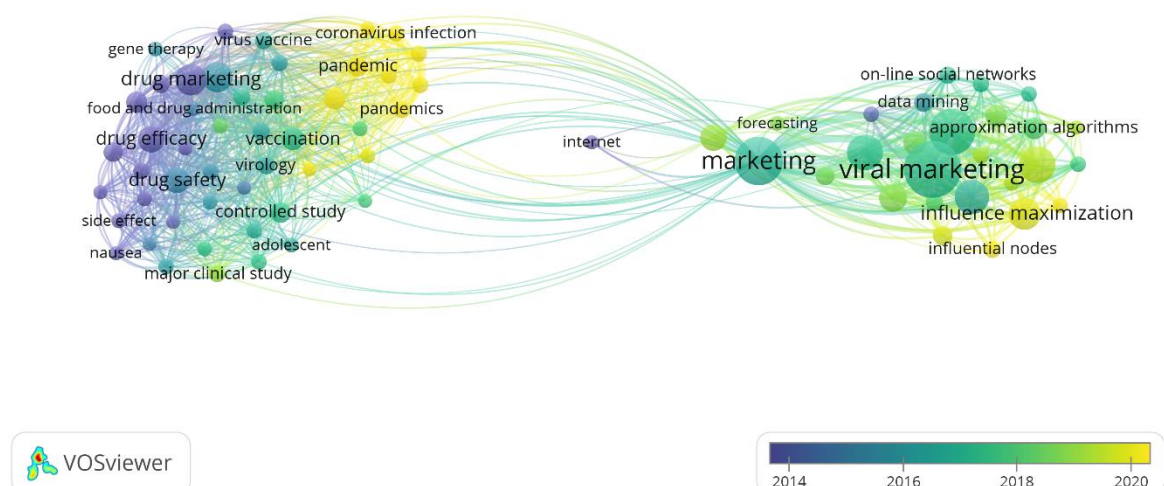 coronavirus infection
virus vaccine
gene therapy
pandemic
drug marketing
on-line social networks
data mining
food and drug administration
pandemics
forecasting
approximation algorithms
drug efficacy
vaccination
internet
marketing
viral marketing
virology
drug safety
controlled study
influence maximization
side effect
adolescent
influential nodes
nausea
major clinical study
VOSviewer
2014
2016
2018
2020